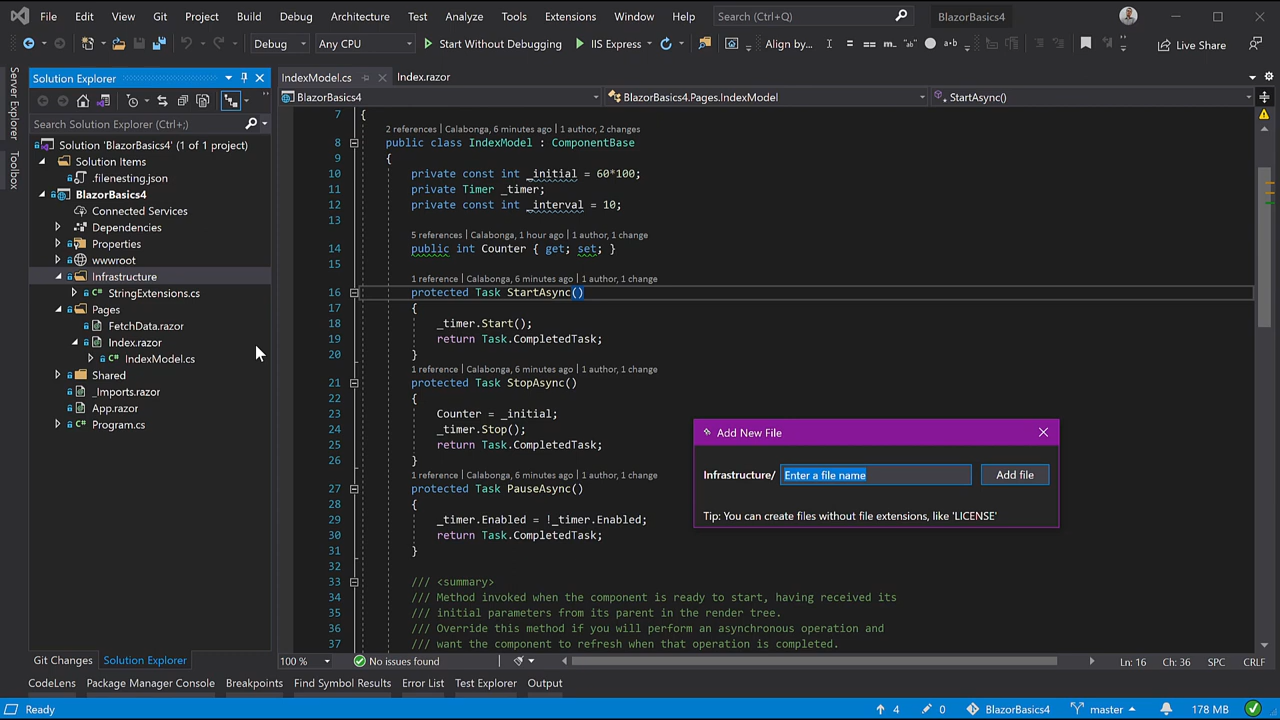 File Edit View Git Project Build Debug Architecture Test Analyze Tools Extensions Window Help Search (Ctrl+Q) BlazorBasics4
Debug Any CPU Start Without Debugging IIS Express Align by... Live Share
Server Explorer
Toolbox
Solution Explorer
Search Solution Explorer (Ctrl+;)
Solution 'BlazorBasics4' (1 of 1 project)
Solution Items
.filenesting.json
BlazorBasics4
Connected Services
Dependencies
Properties
wwwroot
Infrastructure
StringExtensions.cs
Pages
FetchData.razor
Index.razor
IndexModel.cs
Shared
_Imports.razor
App.razor
Program.cs
Git Changes Solution Explorer
IndexModel.cs Index.razor
BlazorBasics4 BlazorBasics4.Pages.IndexModel StartAsync()
7 {
2 references | Calabonga, 6 minutes ago | 1 author, 2 changes
8 public class IndexModel : ComponentBase
9 {
10 private const int _initial = 60*100;
11 private Timer _timer;
12 private const int _interval = 10;
13
5 references | Calabonga, 1 hour ago | 1 author, 1 change
14 public int Counter { get; set; }
15
1 reference | Calabonga, 6 minutes ago | 1 author, 1 change
16 protected Task StartAsync()
17 {
18 _timer.Start();
19 return Task.CompletedTask;
20 }
1 reference | Calabonga, 6 minutes ago | 1 author, 1 change
21 protected Task StopAsync()
22 {
23 Counter = _initial;
24 _timer.Stop();
25 return Task.CompletedTask;
26 }
1 reference | Calabonga, 6 minutes ago | 1 author, 1 change
27 protected Task PauseAsync()
28 {
29 _timer.Enabled = !_timer.Enabled;
30 return Task.CompletedTask;
31 }
32
33 /// <summary>
34 /// Method invoked when the component is ready to start, having received its
35 /// initial parameters from its parent in the render tree.
36 /// Override this method if you will perform an asynchronous operation and
37 /// want the component to refresh when that operation is completed.
Add New File
Infrastructure/ Enter a file name Add file
Tip: You can create files without file extensions, like 'LICENSE'
100 % No issues found Ln: 16 Ch: 36 SPC CRLF
CodeLens Package Manager Console Breakpoints Find Symbol Results Error List Test Explorer Output
Ready 4 0 BlazorBasics4 master 178 MB